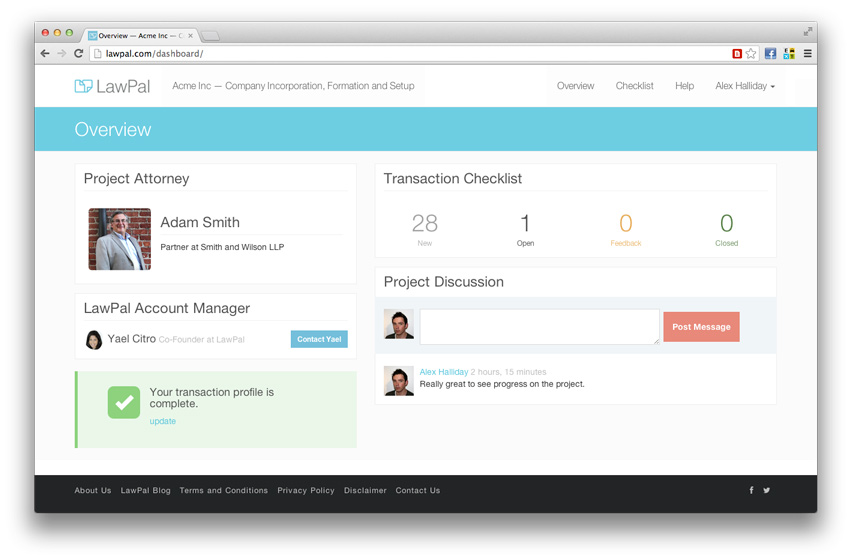 Overview — Acme Inc — C
lawpal.com/dashboard/
LawPal
Acme Inc — Company Incorporation, Formation and Setup
Overview
Checklist
Help
Alex Halliday
Overview
Project Attorney
Adam Smith
Partner at Smith and Wilson LLP
LawPal Account Manager
Yael Citro Co-Founder at LawPal
Contact Yael
Your transaction profile is
complete.
update
Transaction Checklist
28 1 0 0
New Open Feedback Closed
Project Discussion
Post Message
Alex Halliday 2 hours, 15 minutes
Really great to see progress on the project.
About Us LawPal Blog Terms and Conditions Privacy Policy Disclaimer Contact Us